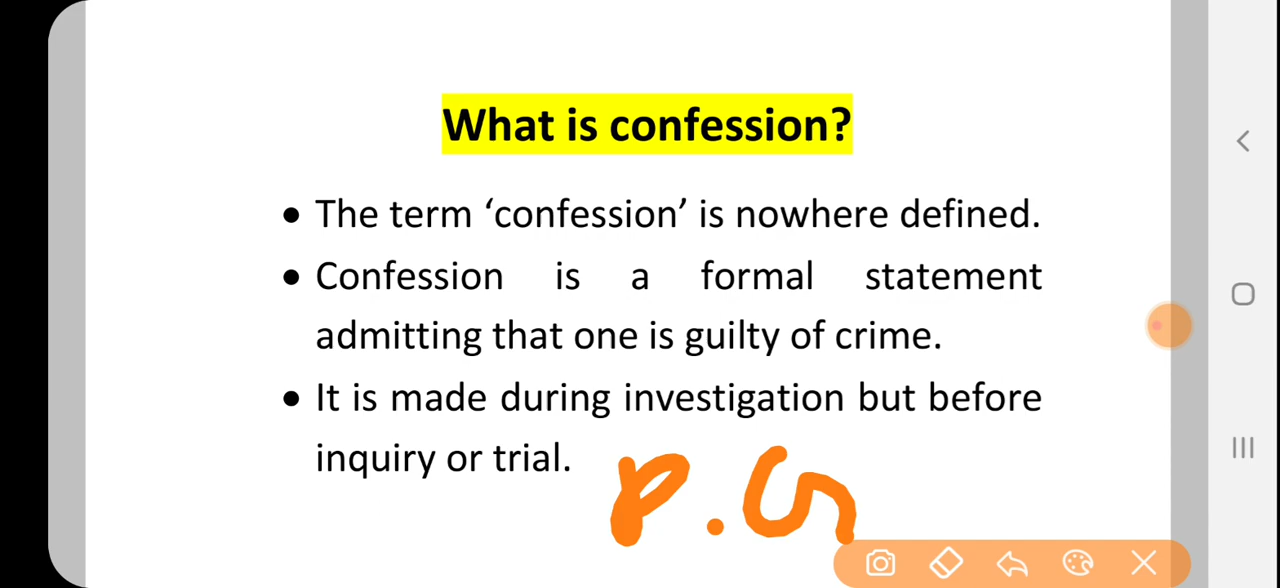 What is confession?
• The term ‘confession’ is nowhere defined.
• Confession is a formal statement
admitting that one is guilty of crime.
• It is made during investigation but before
inquiry or trial.
P.G